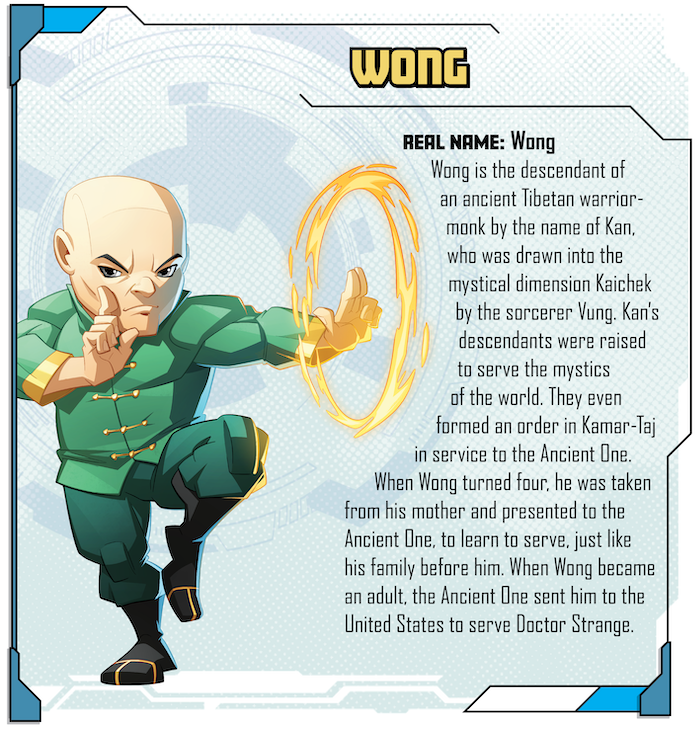 WONG
REAL NAME: Wong
Wong is the descendant of
an ancient Tibetan warrior-
monk by the name of Kan,
who was drawn into the
mystical dimension Kaichek
by the sorcerer Vung. Kan's
descendants were raised
to serve the mystics
of the world. They even
formed an order in Kamar-Taj
in service to the Ancient One.
When Wong turned four, he was taken
from his mother and presented to the
Ancient One, to learn to serve, just like
his family before him. When Wong became
an adult, the Ancient One sent him to the
United States to serve Doctor Strange.